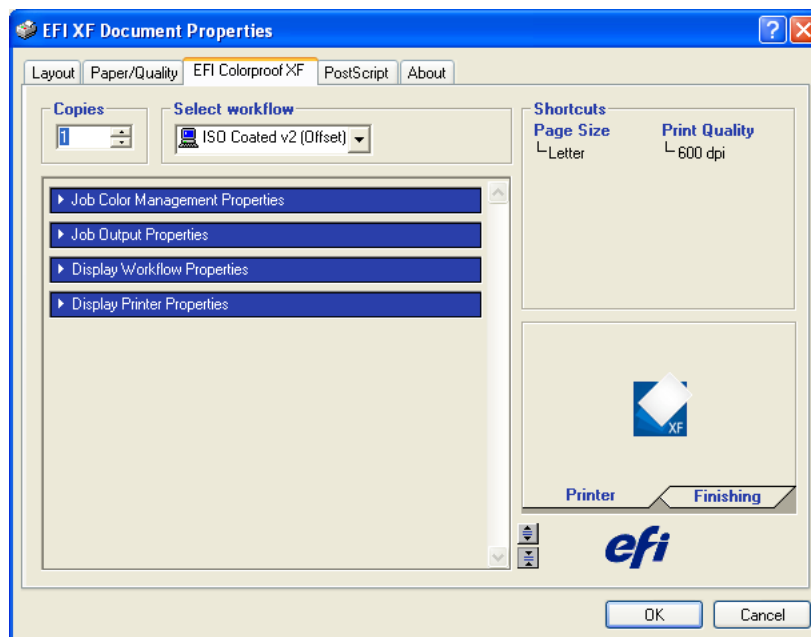 EFI XF Document Properties
Layout
Paper/Quality
EFI Colorproof XF
PostScript
About
Copies
1
Select workflow
ISO Coated v2 (Offset)
Shortcuts
Page Size
Letter
Print Quality
600 dpi
Job Color Management Properties
Job Output Properties
Display Workflow Properties
Display Printer Properties
XF
Printer
Finishing
efi
OK
Cancel